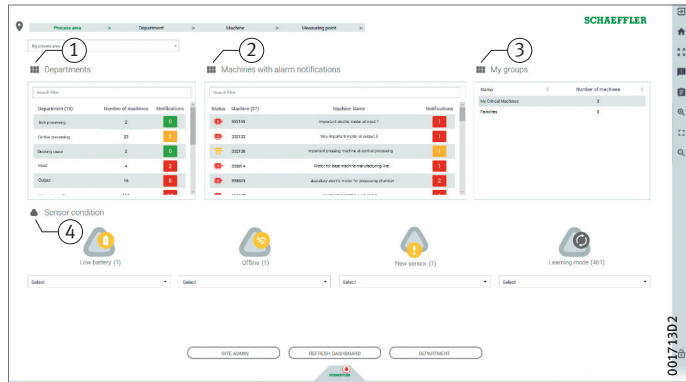 SCHAEFFLER
Process area > Department > Machine > Measuring point >
My process area
1
2
3
Departments
Machines with alarm notifications
My groups
Search filter
Search filter
Name Number of machines
Department (13) Number of machines Notifications
Status Machine (37) Machine Name Notifications
My Critical Machines 3
Favorites 0
Bulk processing 2 0
Central processing 23
Docking space 2 0
Input 4 2
Output 16 8
Important electric motor at input 1 1
Very important motor at output 3 1
332138 Important pressing machine at central processing 1
Motor for base machine manufacturing line 1
Auxiliary electric motor for processing chamber 2
Sensor condition
4
Low battery (1)
Offline (1)
New sensor (1)
Learning mode (461)
Select
Select
Select
Select
SITE ADMIN
REFRESH DASHBOARD
DEPARTMENT
SCHAEFFLER
001713D2